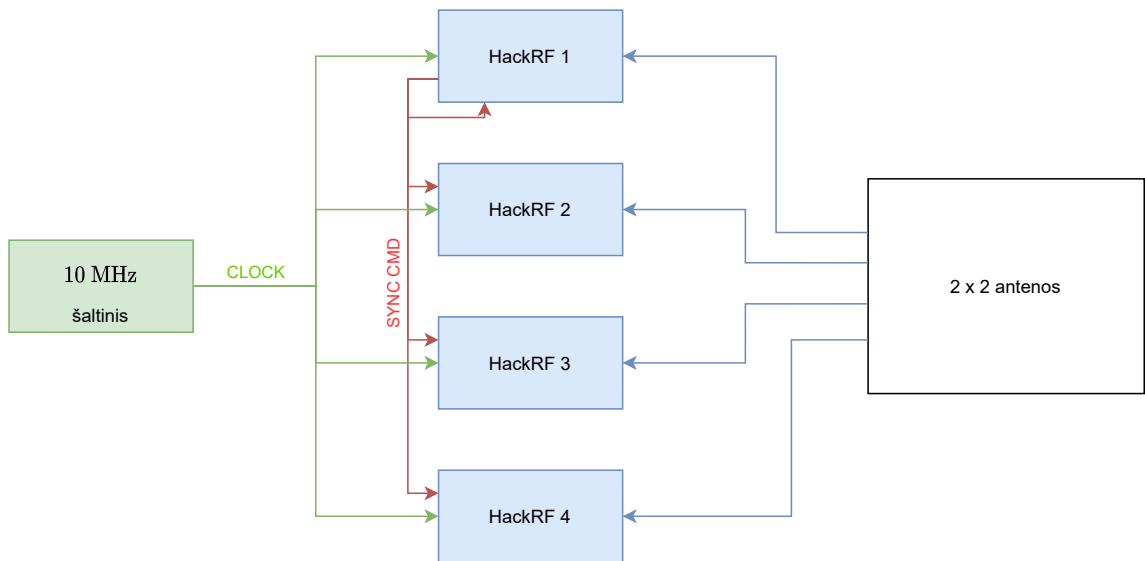 HackRF 1
HackRF 2
10 MHz
šaltinis
CLOCK
SYNC CMD
2 x 2 antenos
HackRF 3
HackRF 4